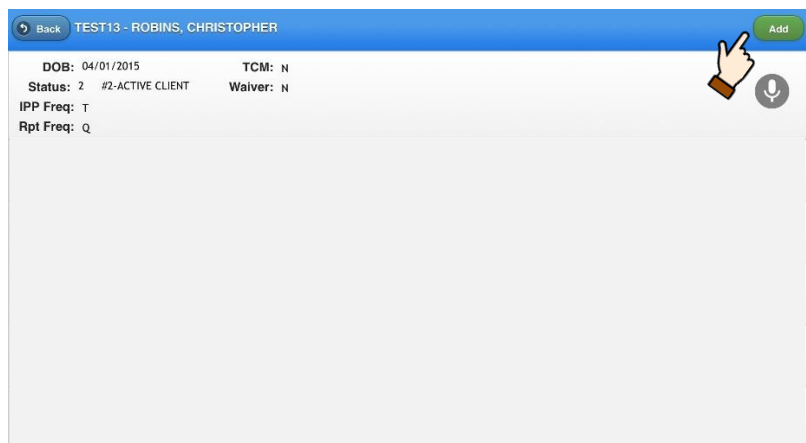 Back TEST13 - ROBINS, CHRISTOPHER Add
DOB: 04/01/2015 TCM: N
Status: 2 #2-ACTIVE CLIENT Waiver: N
IPP Freq: T
Rpt Freq: Q